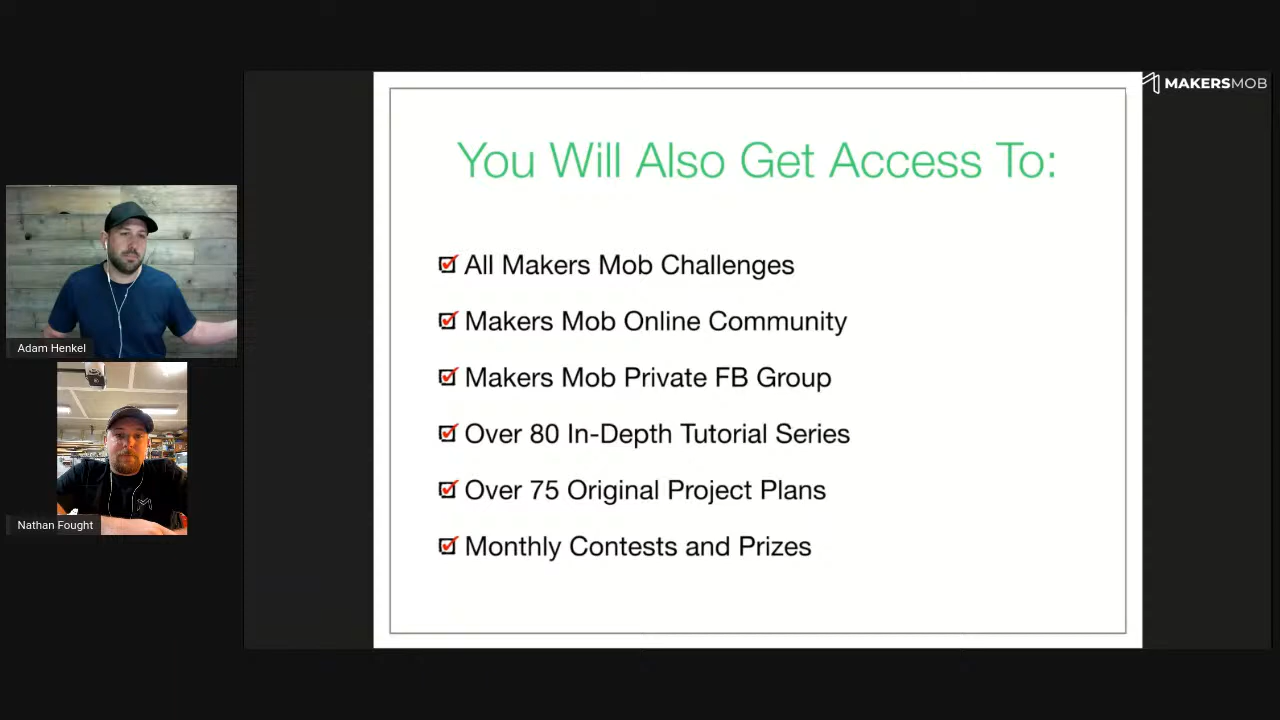 MAKERSMOB
You Will Also Get Access To:
All Makers Mob Challenges
Makers Mob Online Community
Makers Mob Private FB Group
Over 80 In-Depth Tutorial Series
Over 75 Original Project Plans
Monthly Contests and Prizes
Adam Henkel
Nathan Fought